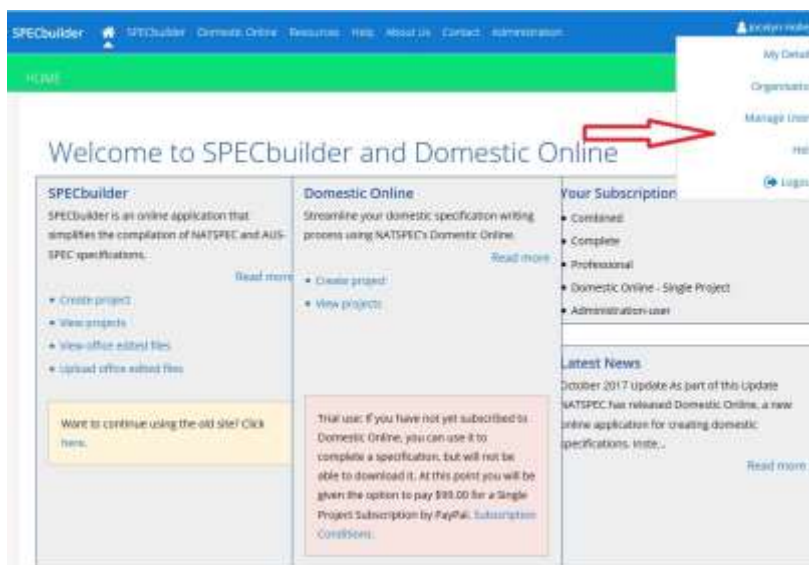 SPECbuilder SPECbuilder Domestic Online Resources Help About Us Contact Administration
HOME
My Detail
Organisatio
Manage User
Logou
Welcome to SPECbuilder and Domestic Online
SPECbuilder
SPECbuilder is an online application that
simplifies the compilation of NATSPEC and AUS-
SPEC specifications.
Read more
Create project
View projects
View office edited files
Upload office edited files
Want to continue using the old site? Click
here.
Domestic Online
Streamline your domestic specification writing
process using NATSPEC's Domestic Online.
Read more
Create project
View projects
Trial use: If you have not yet subscribed to
Domestic Online, you can use it to
complete a specification, but will not be
able to download it. At this point you will be
given the option to pay $99.00 for a Single
Project Subscription by PayPal. Subscription
Conditions.
Your Subscription
Combined
Complete
Professional
Domestic Online - Single Project
Administration-user
Latest News
October 2017 Update As part of this Update
NATSPEC has released Domestic Online, a new
online application for creating domestic
specifications. Inste...
Read more